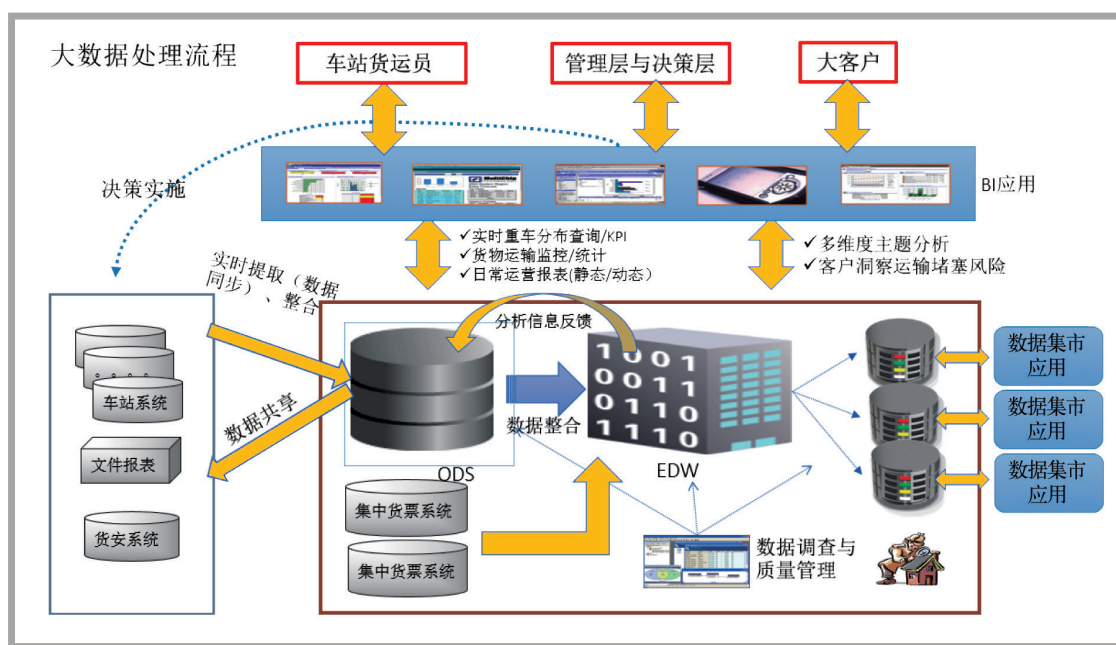 大数据处理流程
车站货运员
管理层与决策层
大客户
决策实施
BI应用
✓实时重车分布查询/KPI
✓货物运输监控/统计
✓日常运营报表(静态/动态）
✓多维度主题分析
✓客户洞察运输堵塞风险
实时提取（数据
同步）、整合
分析信息反馈
1001
0011
0110
1110
数据集市
应用
数据集市
应用
数据集市
应用
车站系统
文件报表
货安系统
数据共享
数据整合
ODS
EDW
集中货票系统
集中货票系统
数据调查与
质量管理